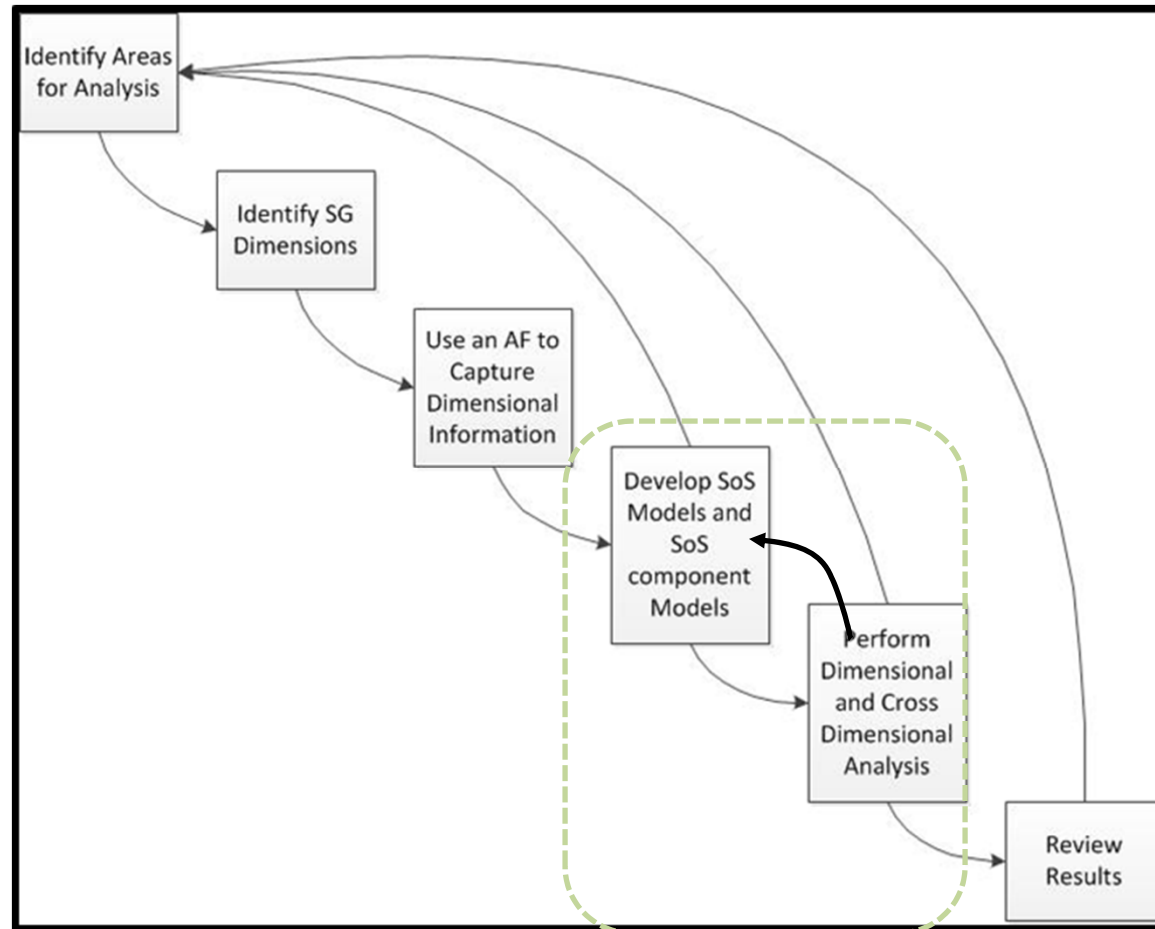 Identify Areas
for Analysis
Identify SG
Dimensions
Use an AF to
Capture
Dimensional
Information
Develop SoS
Models and
SoS
component
Models
Perform
Dimensional
and Cross
Dimensional
Analysis
Review
Results